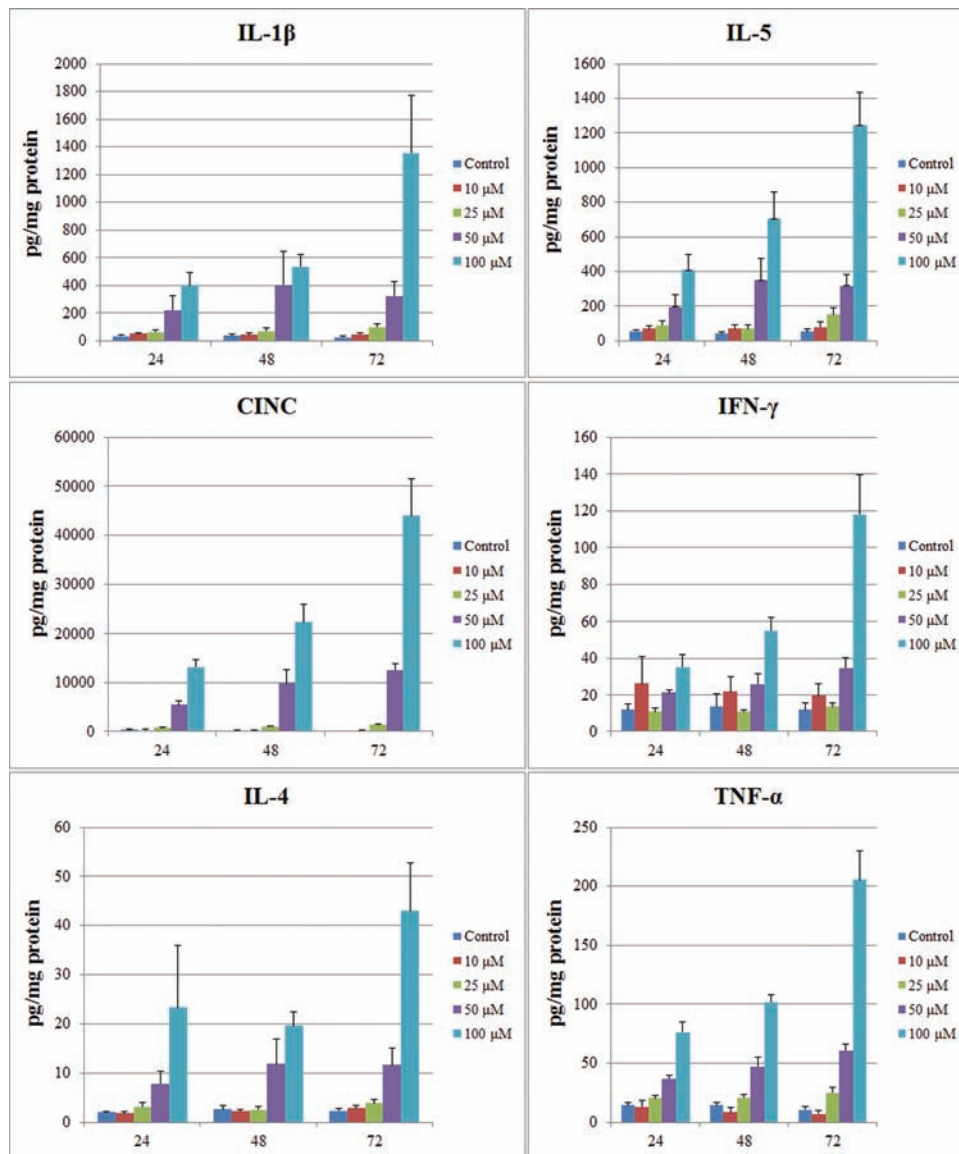 IL-1β
pg/mg protein
2000
1800
1600
1400
1200
1000
800
600
400
200
0
24 48 72
Control
10 µM
25 µM
50 µM
100 µM
IL-5
pg/mg protein
1600
1400
1200
1000
800
600
400
200
0
24 48 72
Control
10 µM
25 µM
50 µM
100 µM
CINC
pg/mg protein
60000
50000
40000
30000
20000
10000
0
24 48 72
Control
10 µM
25 µM
50 µM
100 µM
IFN-γ
pg/mg protein
160
140
120
100
80
60
40
20
0
24 48 72
Control
10 µM
25 µM
50 µM
100 µM
IL-4
pg/mg protein
60
50
40
30
20
10
0
24 48 72
Control
10 µM
25 µM
50 µM
100 µM
TNF-α
pg/mg protein
250
200
150
100
50
0
24 48 72
Control
10 µM
25 µM
50 µM
100 µM